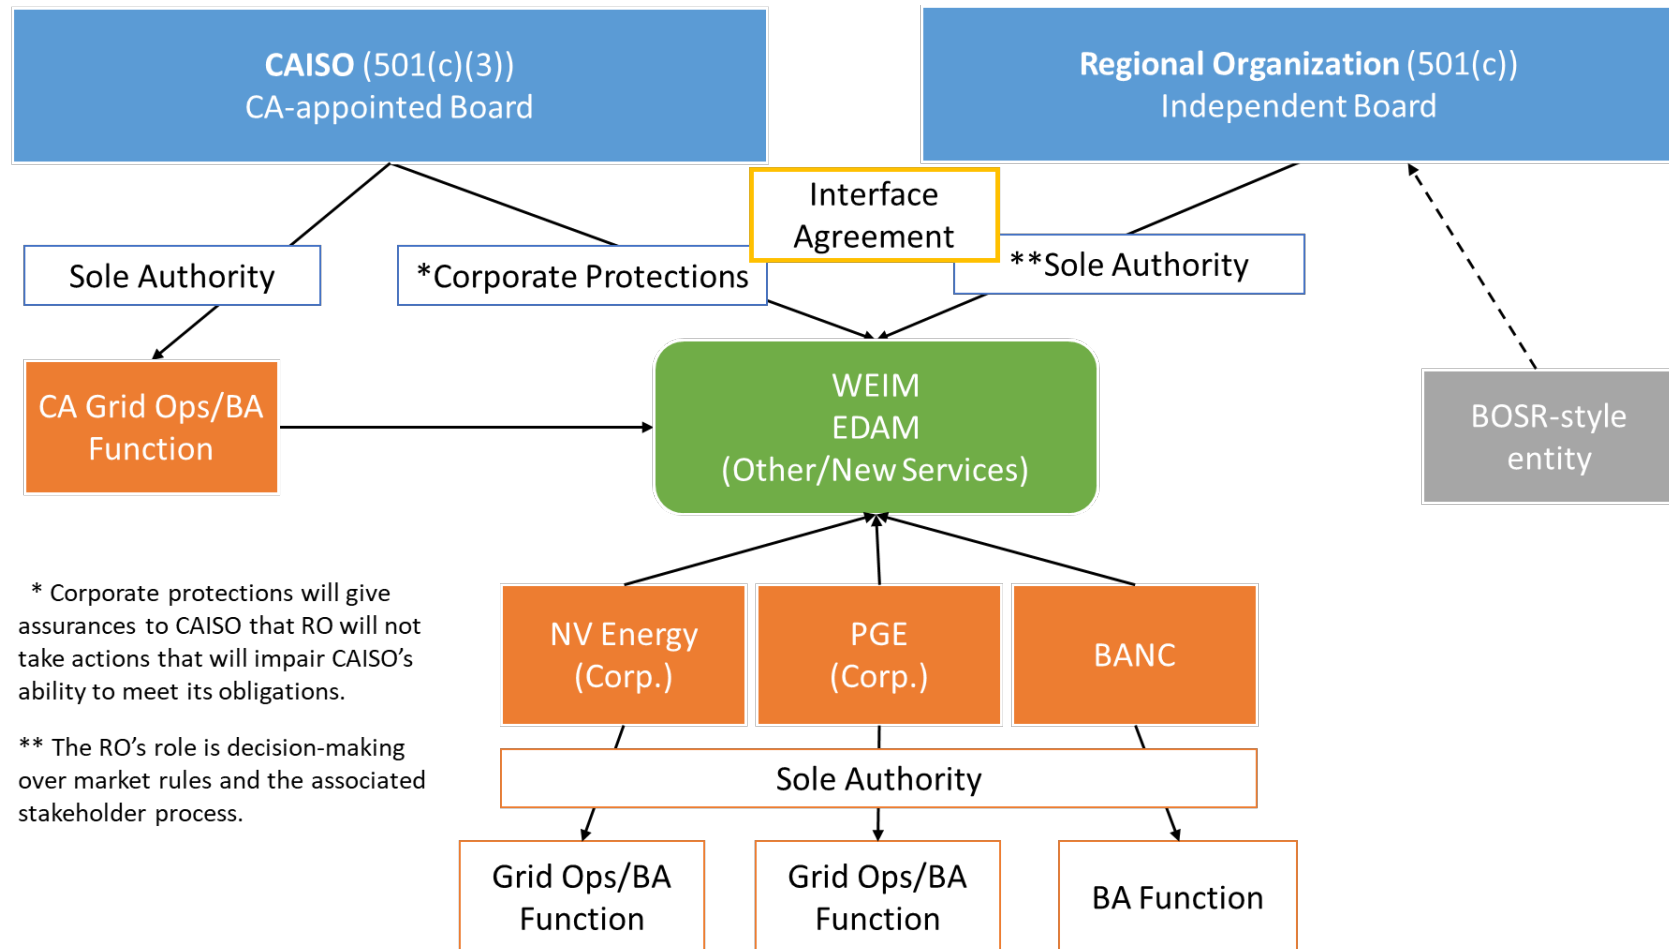 CAISO (501(c)(3))
CA-appointed Board
Regional Organization (501(c))
Independent Board
Interface
Agreement
Sole Authority
*Corporate Protections
**Sole Authority
CA Grid Ops/BA
Function
WEIM
EDAM
(Other/New Services)
BOSR-style
entity
* Corporate protections will give
assurances to CAISO that RO will not
take actions that will impair CAISO’s
ability to meet its obligations.
** The RO’s role is decision-making
over market rules and the associated
stakeholder process.
NV Energy
(Corp.)
PGE
(Corp.)
BANC
Sole Authority
Grid Ops/BA
Function
Grid Ops/BA
Function
BA Function